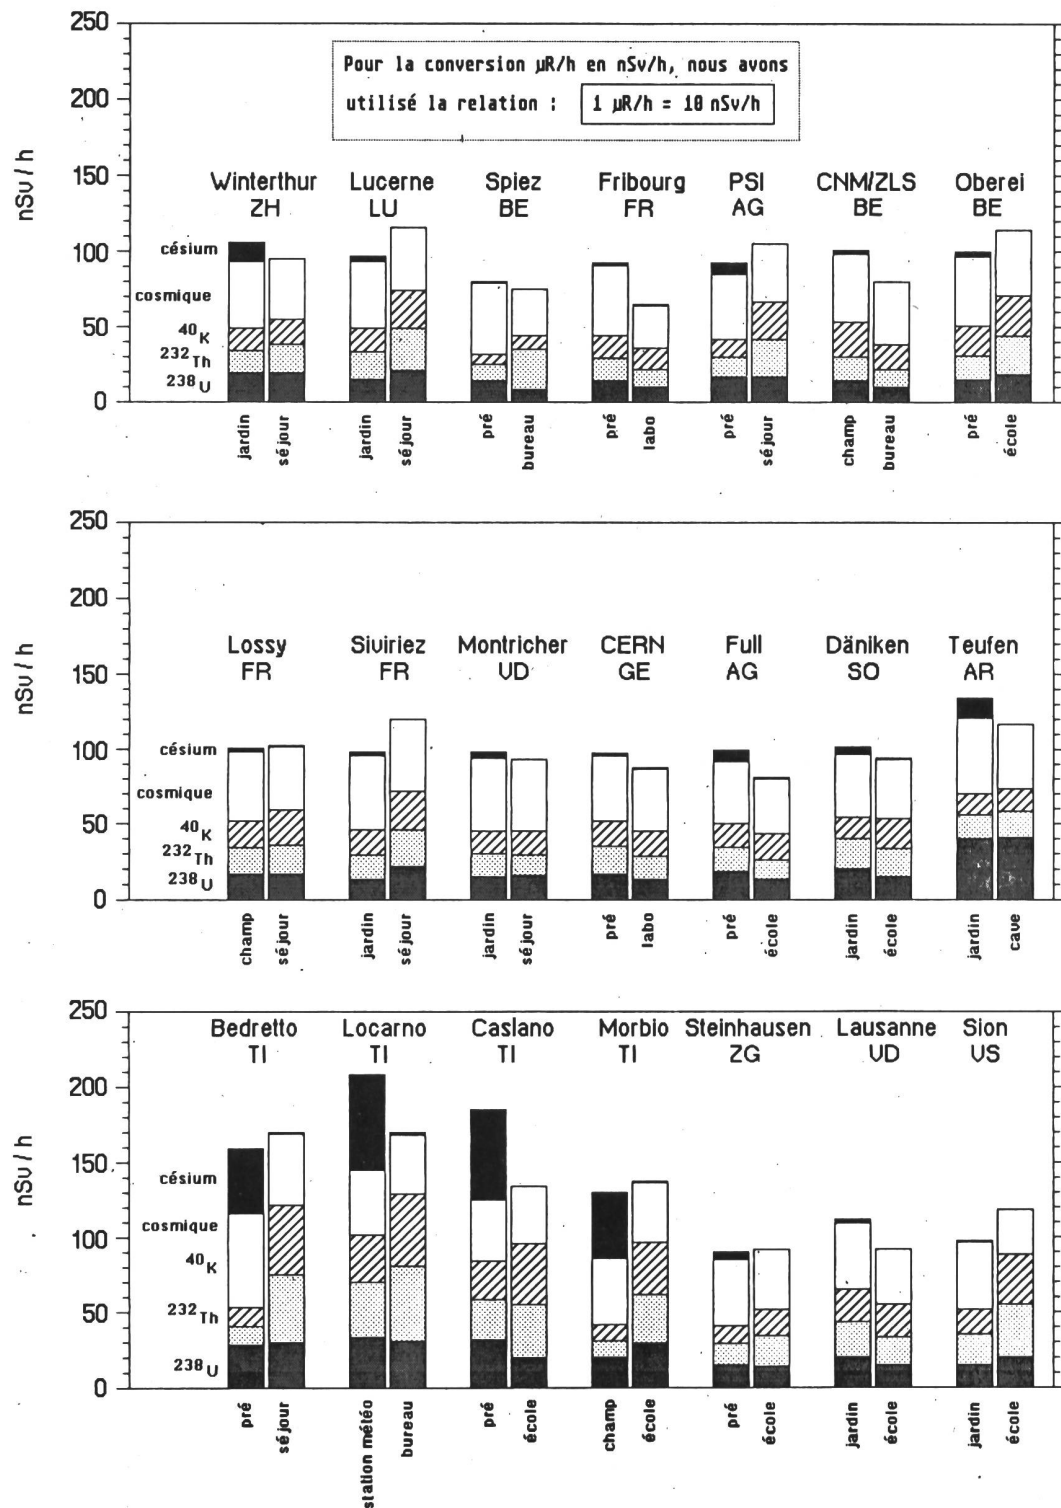 250
200
150
100
50
0
nSv/h
Pour la conversion µR/h en nSv/h, nous avons
utilisé la relation : 1 µR/h = 10 nSv/h
Winterthur Lucerne Spiez Fribourg PSI CNM/ZLS Oberei
ZH LU BE FR AG BE BE
césium
cosmique
40K
232Th
238U
jardin séjour jardin séjour pré bureau pré labo pré séjour champ bureau pré école
250
200
150
100
50
0
nSv/h
Lossy Siviriez Montricher CERN Full Däniken Teufen
FR FR VD GE AG SO AR
césium
cosmique
40K
232Th
238U
champ séjour jardin séjour jardin séjour pré labo pré école jardin école jardin cave
250
200
150
100
50
0
nSv/h
Bedretto Locarno Caslano Morbio Steinhausen Lausanne Sion
TI TI TI TI ZG VD VS
césium
cosmique
40K
232Th
238U
pré séjour station météo bureau pré école champ école pré école jardin école jardin école